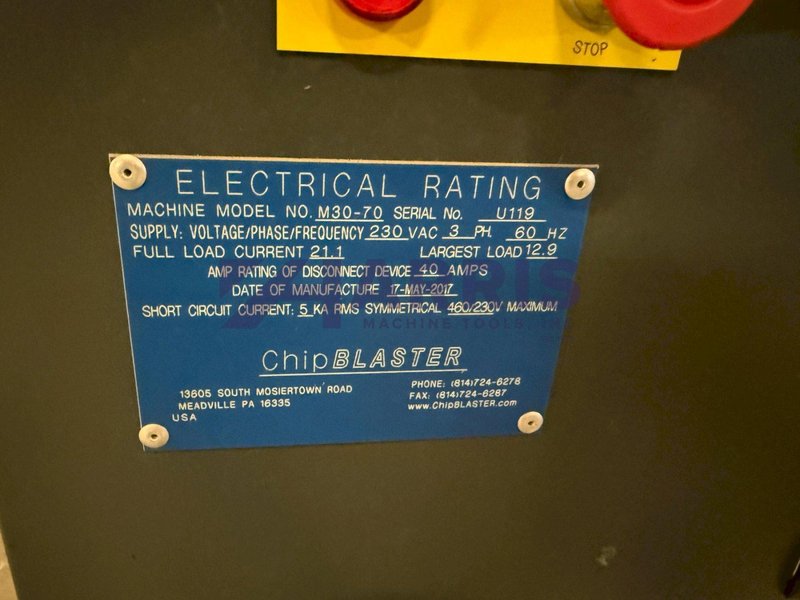 STOP
ELECTRICAL RATING
MACHINE MODEL NO. M30-70 SERIAL No. U119
SUPPLY: VOLTAGE/PHASE/FREQUENCY 230 VAC 3 PH. 60 HZ
FULL LOAD CURRENT 21.1 LARGEST LOAD 12.9
AMP RATING OF DISCONNECT DEVICE 40 AMPS
DATE OF MANUFACTURE 17-MAY-2017
SHORT CIRCUIT CURRENT: 5 KA RMS SYMMETRICAL 460/230V MAXIMUM
MACHINE TOOLS,
ChipBLASTER
13605 SOUTH MOSIERTOWN ROAD
MEADVILLE PA 16335
USA
PHONE: (814)724-6278
FAX: (814)724-6287
www.ChipBLASTER.com